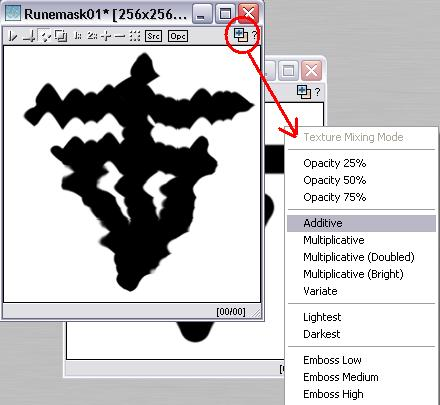 Runemask01* [256x256...
2x
Src
Opc
?
?
Texture Mixing Mode
Opacity 25%
Opacity 50%
Opacity 75%
Additive
Multiplicative
Multiplicative (Doubled)
Multiplicative (Bright)
Variate
Lightest
Darkest
Emboss Low
Emboss Medium
Emboss High
[00/00]